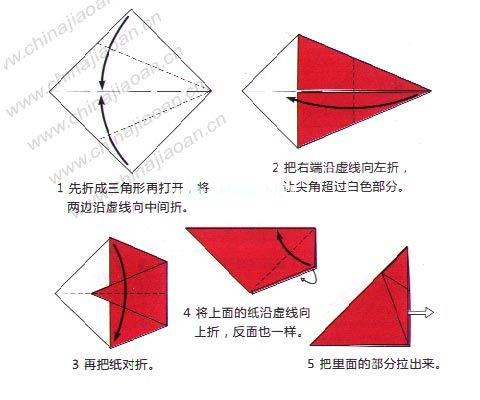 www.chinajiaoan.cn
www.chinajiaoan.cn
www.chinajiaoan.cn
1 先折成三角形再打开，将
两边沿虚线向中间折。
2 把右端沿虚线向左折，
让尖角超过白色部分。
3 再把纸对折。
4 将上面的纸沿虚线向
上折，反面也一样。
5 把里面的部分拉出来。